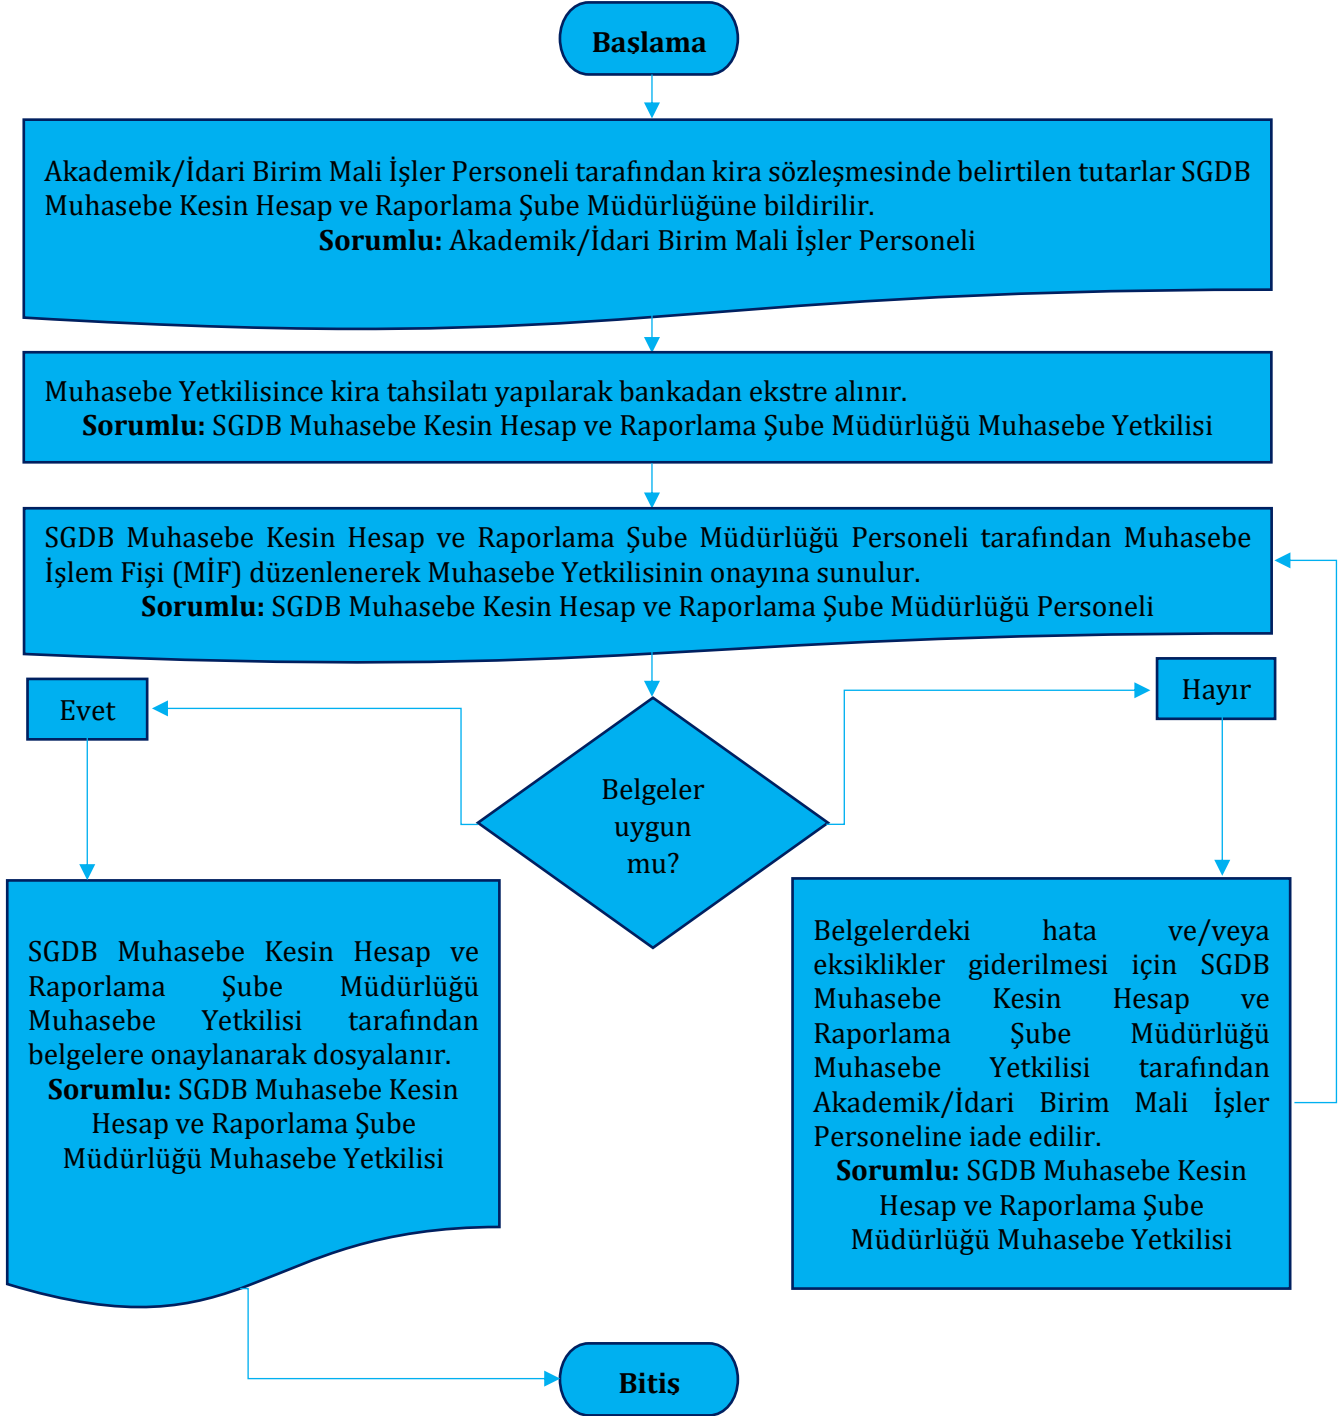 Başlama
Akademik/İdari Birim Mali İşler Personeli tarafından kira sözleşmesinde belirtilen tutarlar SGDB
Muhasebe Kesin Hesap ve Raporlama Şube Müdürlüğüne bildirilir.
Sorumlu: Akademik/İdari Birim Mali İşler Personeli
Muhasebe Yetkilisince kira tahsilatı yapılarak bankadan ekstre alınır.
Sorumlu: SGDB Muhasebe Kesin Hesap ve Raporlama Şube Müdürlüğü Muhasebe Yetkilisi
SGDB Muhasebe Kesin Hesap ve Raporlama Şube Müdürlüğü Personeli tarafından Muhasebe
İşlem Fişi (MİF) düzenlenerek Muhasebe Yetkilisinin onayına sunulur.
Sorumlu: SGDB Muhasebe Kesin Hesap ve Raporlama Şube Müdürlüğü Personeli
Evet
Hayır
Belgeler
uygun
mu?
SGDB Muhasebe Kesin Hesap ve
Raporlama Şube Müdürlüğü
Muhasebe Yetkilisi tarafından
belgelere onaylanarak dosyalanır.
Sorumlu: SGDB Muhasebe Kesin
Hesap ve Raporlama Şube
Müdürlüğü Muhasebe Yetkilisi
Belgelerdeki hata ve/veya
eksiklikler giderilmesi için SGDB
Muhasebe Kesin Hesap ve
Raporlama Şube Müdürlüğü
Muhasebe Yetkilisi tarafından
Akademik/İdari Birim Mali İşler
Personeline iade edilir.
Sorumlu: SGDB Muhasebe Kesin
Hesap ve Raporlama Şube
Müdürlüğü Muhasebe Yetkilisi
Bitiş